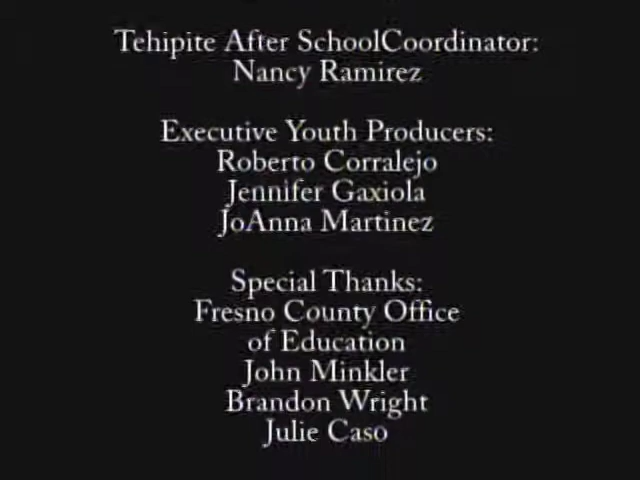 Tehipite After SchoolCoordinator:
Nancy Ramirez
Executive Youth Producers:
Roberto Corralejo
Jennifer Gaxiola
JoAnna Martinez
Special Thanks:
Fresno County Office
of Education
John Minkler
Brandon Wright
Julie Caso